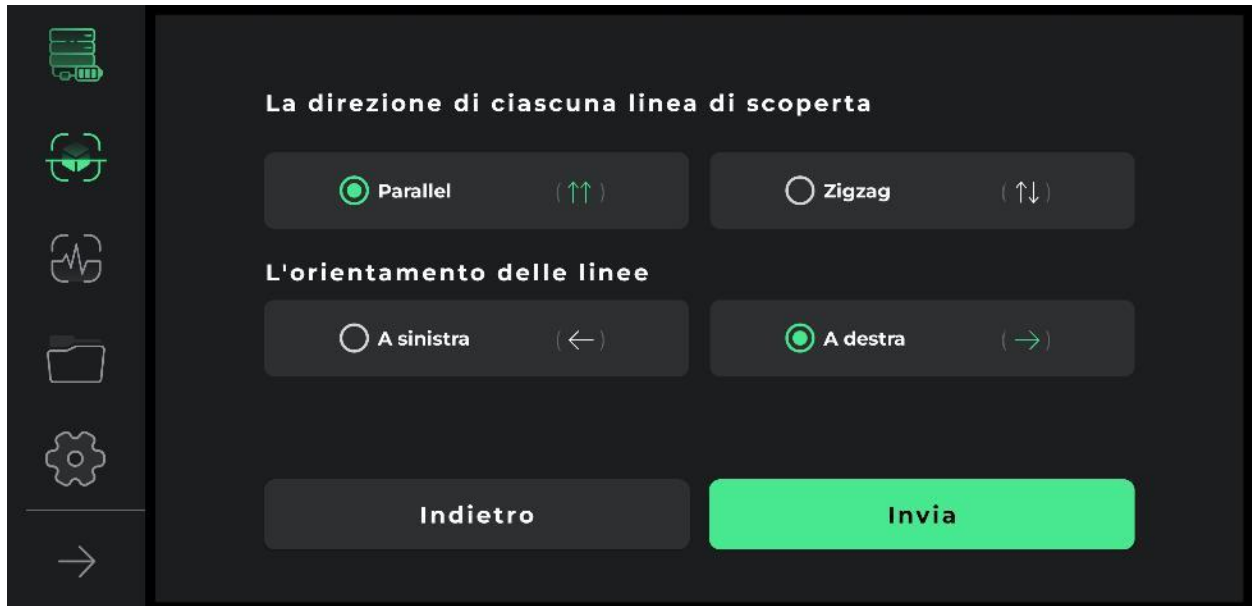 La direzione di ciascuna linea di scoperta
Parallel (↑↑) Zigzag (↑↓)
L'orientamento delle linee
A sinistra (←) A destra (→)
Indietro Invia